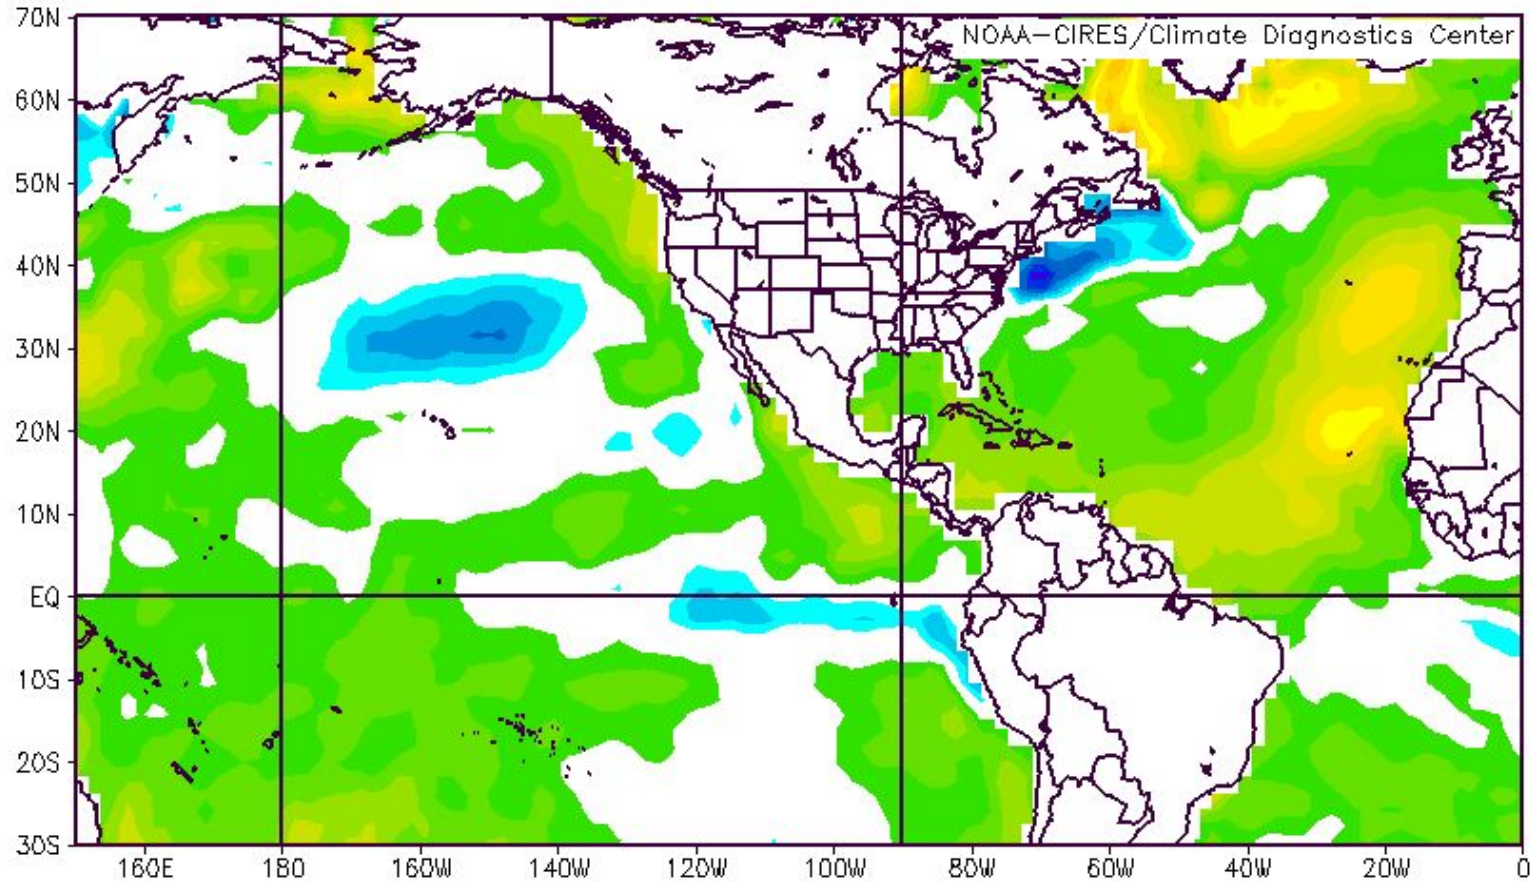 70N
NOAA-CIRES/Climate Diagnostics Center
60N
50N
40N
30N
20N
10N
EQ
10S
20S
30S
160E 180 160W 140W 120W 100W 80W 60W 40W 20W 0